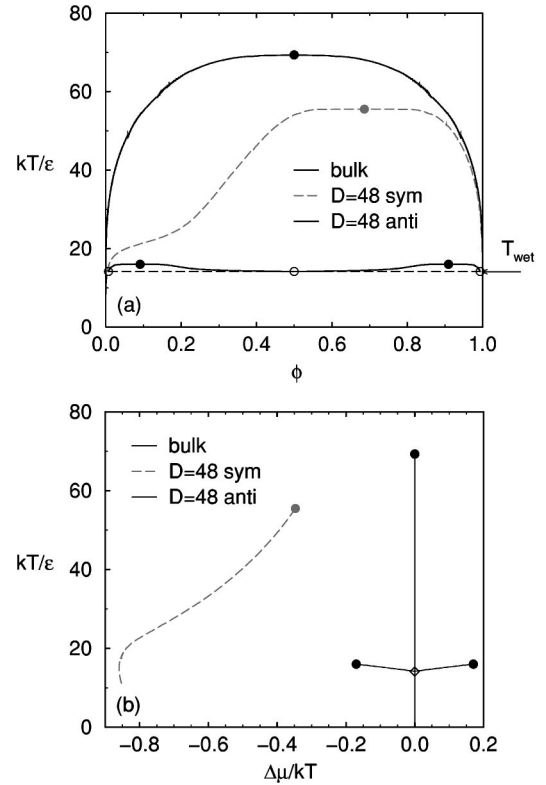 80
60
kT/ε
40
bulk
D=48 sym
D=48 anti
20
T_wet
(a)
0
0.0 0.2 0.4 0.6 0.8 1.0
ϕ
80
bulk
D=48 sym
D=48 anti
60
kT/ε
40
20
(b)
0
−0.8 −0.6 −0.4 −0.2 0.0 0.2
Δμ/kT